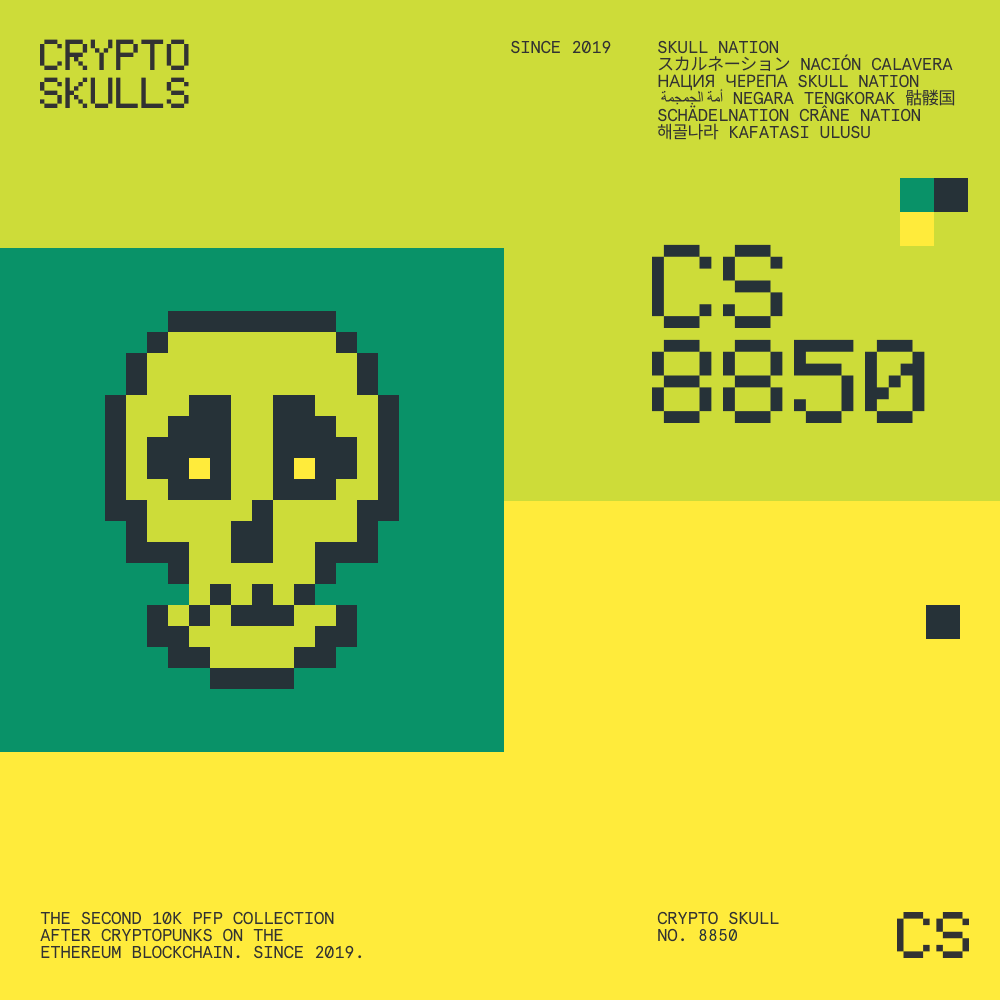 CRYPTO
SKULLS
SINCE 2019
SKULL NATION
スカルネーション NACIÓN CALAVERA
НАЦИЯ ЧЕРЕПА SKULL NATION
أمة الجمجمة NEGARA TENGKORAK 骷髅国
SCHÄDELNATION CRÂNE NATION
해골나라 KAFATASI ULUSU
CS
8850
THE SECOND 10K PFP COLLECTION
AFTER CRYPTOPUNKS ON THE
ETHEREUM BLOCKCHAIN. SINCE 2019.
CRYPTO SKULL
NO. 8850
CS